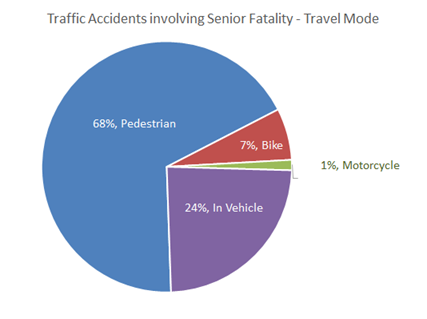 Traffic Accidents involving Senior Fatality - Travel Mode
68%, Pedestrian
7%, Bike
1%, Motorcycle
24%, In Vehicle